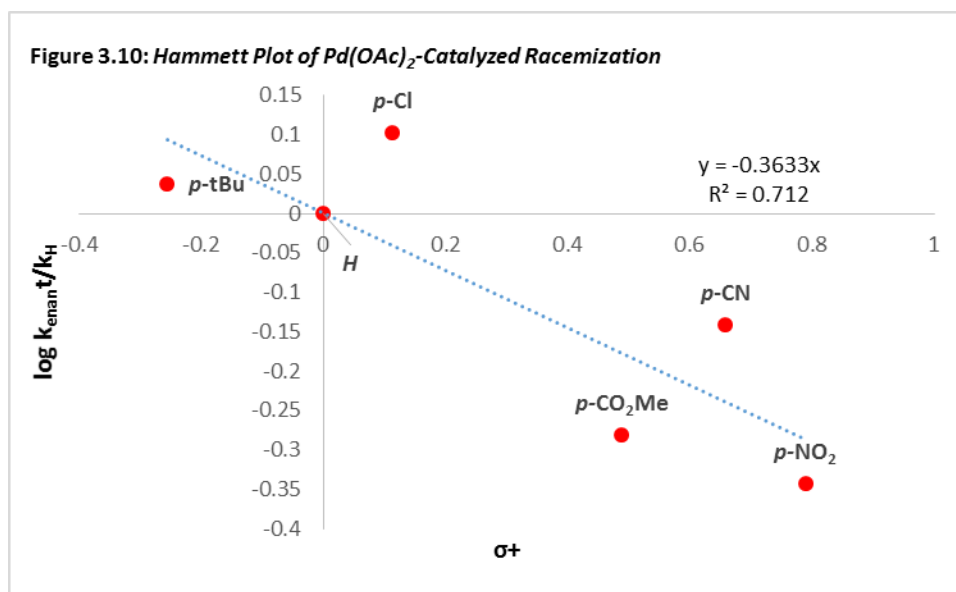 Figure 3.10: Hammett Plot of Pd(OAc)₂-Catalyzed Racemization
0.15
p-Cl
0.1
y = -0.3633x
R² = 0.712
0.05
p-tBu
0
-0.4
-0.2
0
0.2
0.4
0.6
0.8
1
-0.05
H
p-CN
-0.1
-0.15
-0.2
p-CO₂Me
-0.25
-0.3
p-NO₂
-0.35
-0.4
log k_enant/k_H
σ+